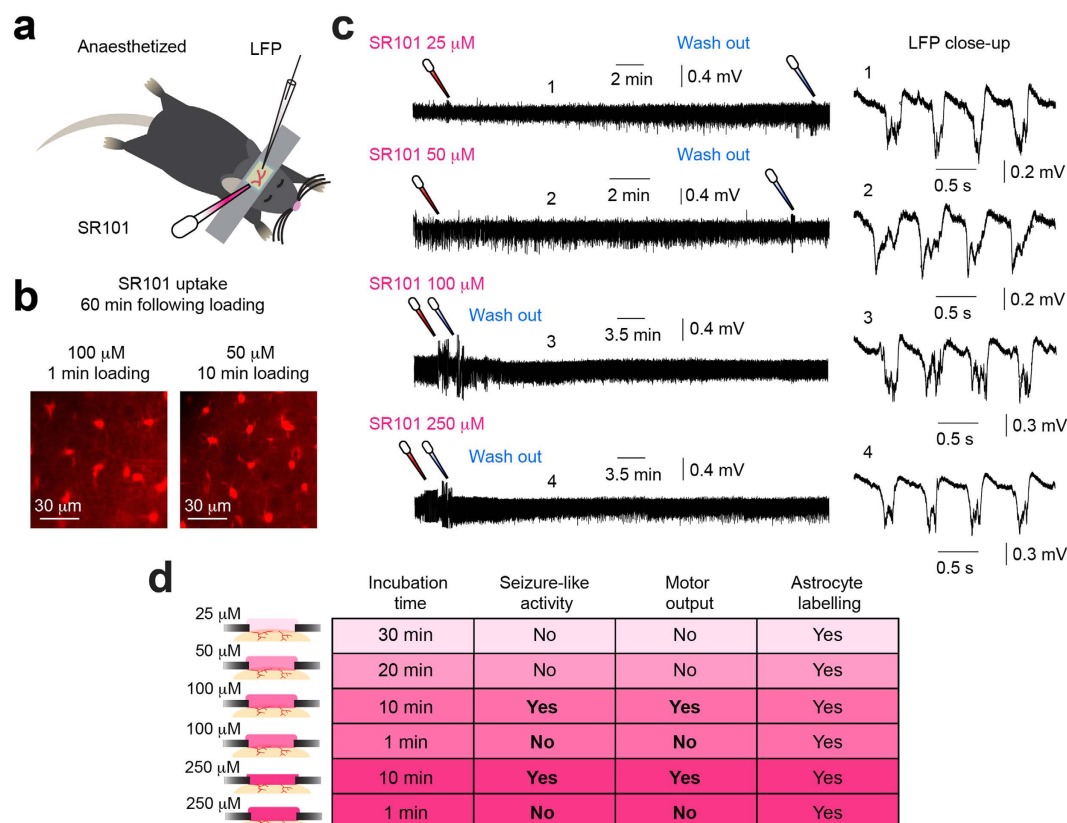 a
Anaesthetized
LFP
SR101
b
SR101 uptake
60 min following loading
100 μM
1 min loading
50 μM
10 min loading
30 μm
30 μm
c
SR101 25 μM
Wash out
1
2 min
0.4 mV
SR101 50 μM
Wash out
2
2 min
0.4 mV
SR101 100 μM
Wash out
3
3.5 min
0.4 mV
SR101 250 μM
Wash out
4
3.5 min
0.4 mV
LFP close-up
1
0.5 s
0.2 mV
2
0.5 s
0.2 mV
3
0.5 s
0.3 mV
4
0.5 s
0.3 mV
d
Incubation time
Seizure-like activity
Motor output
Astrocyte labelling
25 μM
30 min No No Yes
50 μM
20 min No No Yes
100 μM
10 min Yes Yes Yes
100 μM
1 min No No Yes
250 μM
10 min Yes Yes Yes
250 μM
1 min No No Yes